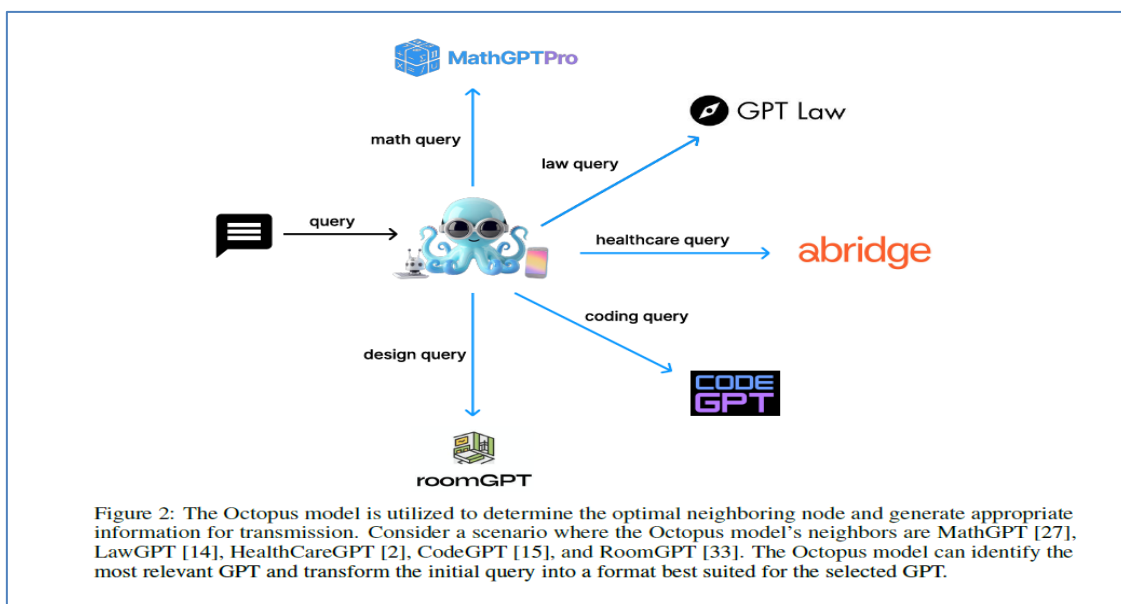 MathGPTPro
GPT Law
math query
law query
query
healthcare query
abridge
coding query
design query
CODE
GPT
roomGPT
Figure 2: The Octopus model is utilized to determine the optimal neighboring node and generate appropriate
information for transmission. Consider a scenario where the Octopus model's neighbors are MathGPT [27],
LawGPT [14], HealthCareGPT [2], CodeGPT [15], and RoomGPT [33]. The Octopus model can identify the
most relevant GPT and transform the initial query into a format best suited for the selected GPT.